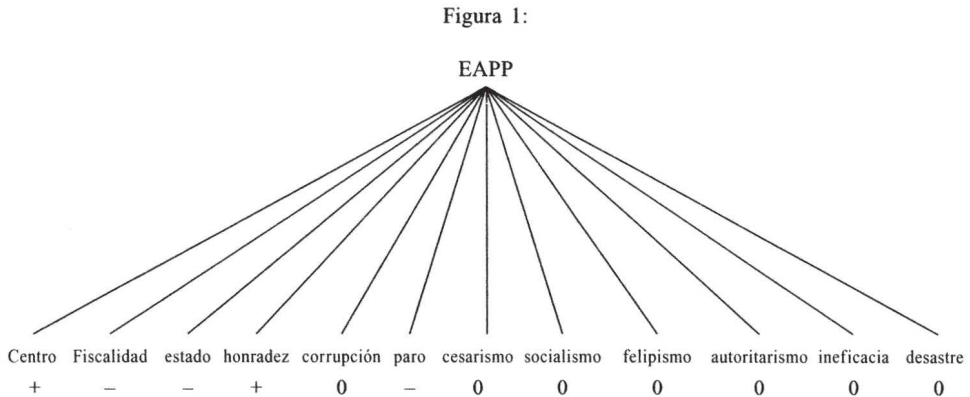 Figura 1:
EAPP
Centro Fiscalidad estado honradez corrupción paro cesarismo socialismo felipismo autoritarismo ineficacia desastre
+ – – + 0 – 0 0 0 0 0 0